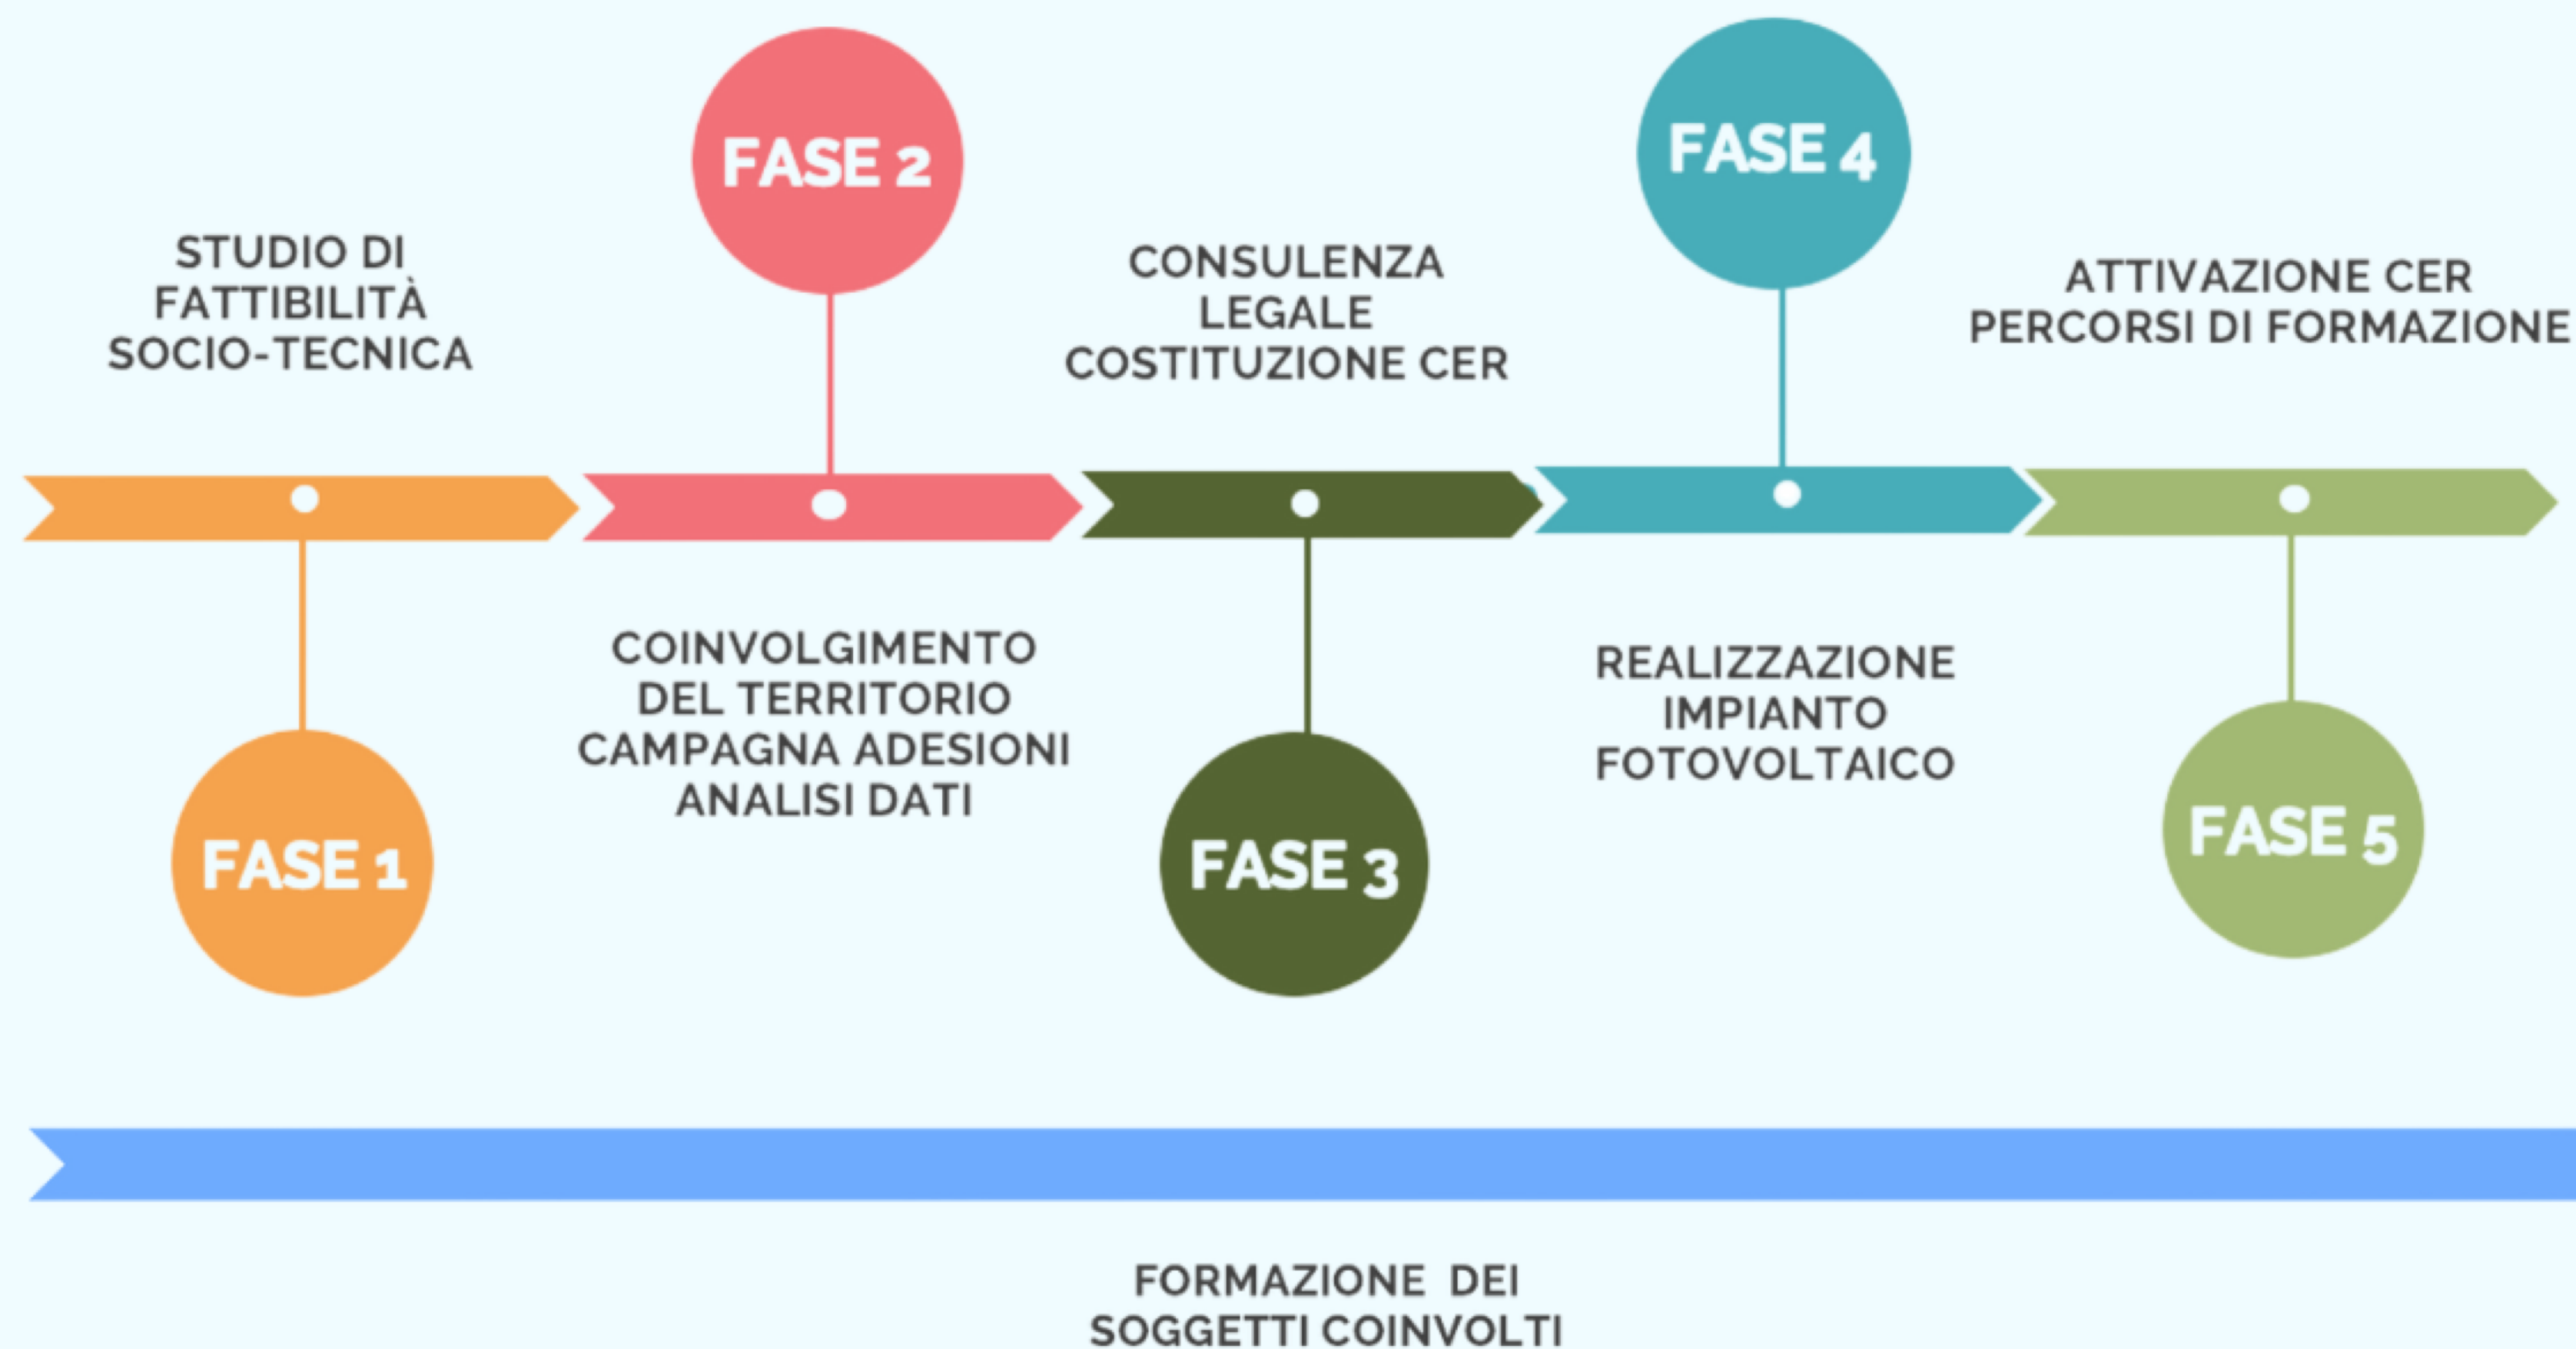 STUDIO DI
FATTIBILITÀ
SOCIO-TECNICA
FASE 1
FASE 2
COINVOLGIMENTO
DEL TERRITORIO
CAMPAGNA ADESIONI
ANALISI DATI
CONSULENZA
LEGALE
COSTITUZIONE CER
FASE 3
FASE 4
REALIZZAZIONE
IMPIANTO
FOTOVOLTAICO
ATTIVAZIONE CER
PERCORSI DI FORMAZIONE
FASE 5
FORMAZIONE DEI
SOGGETTI COINVOLTI